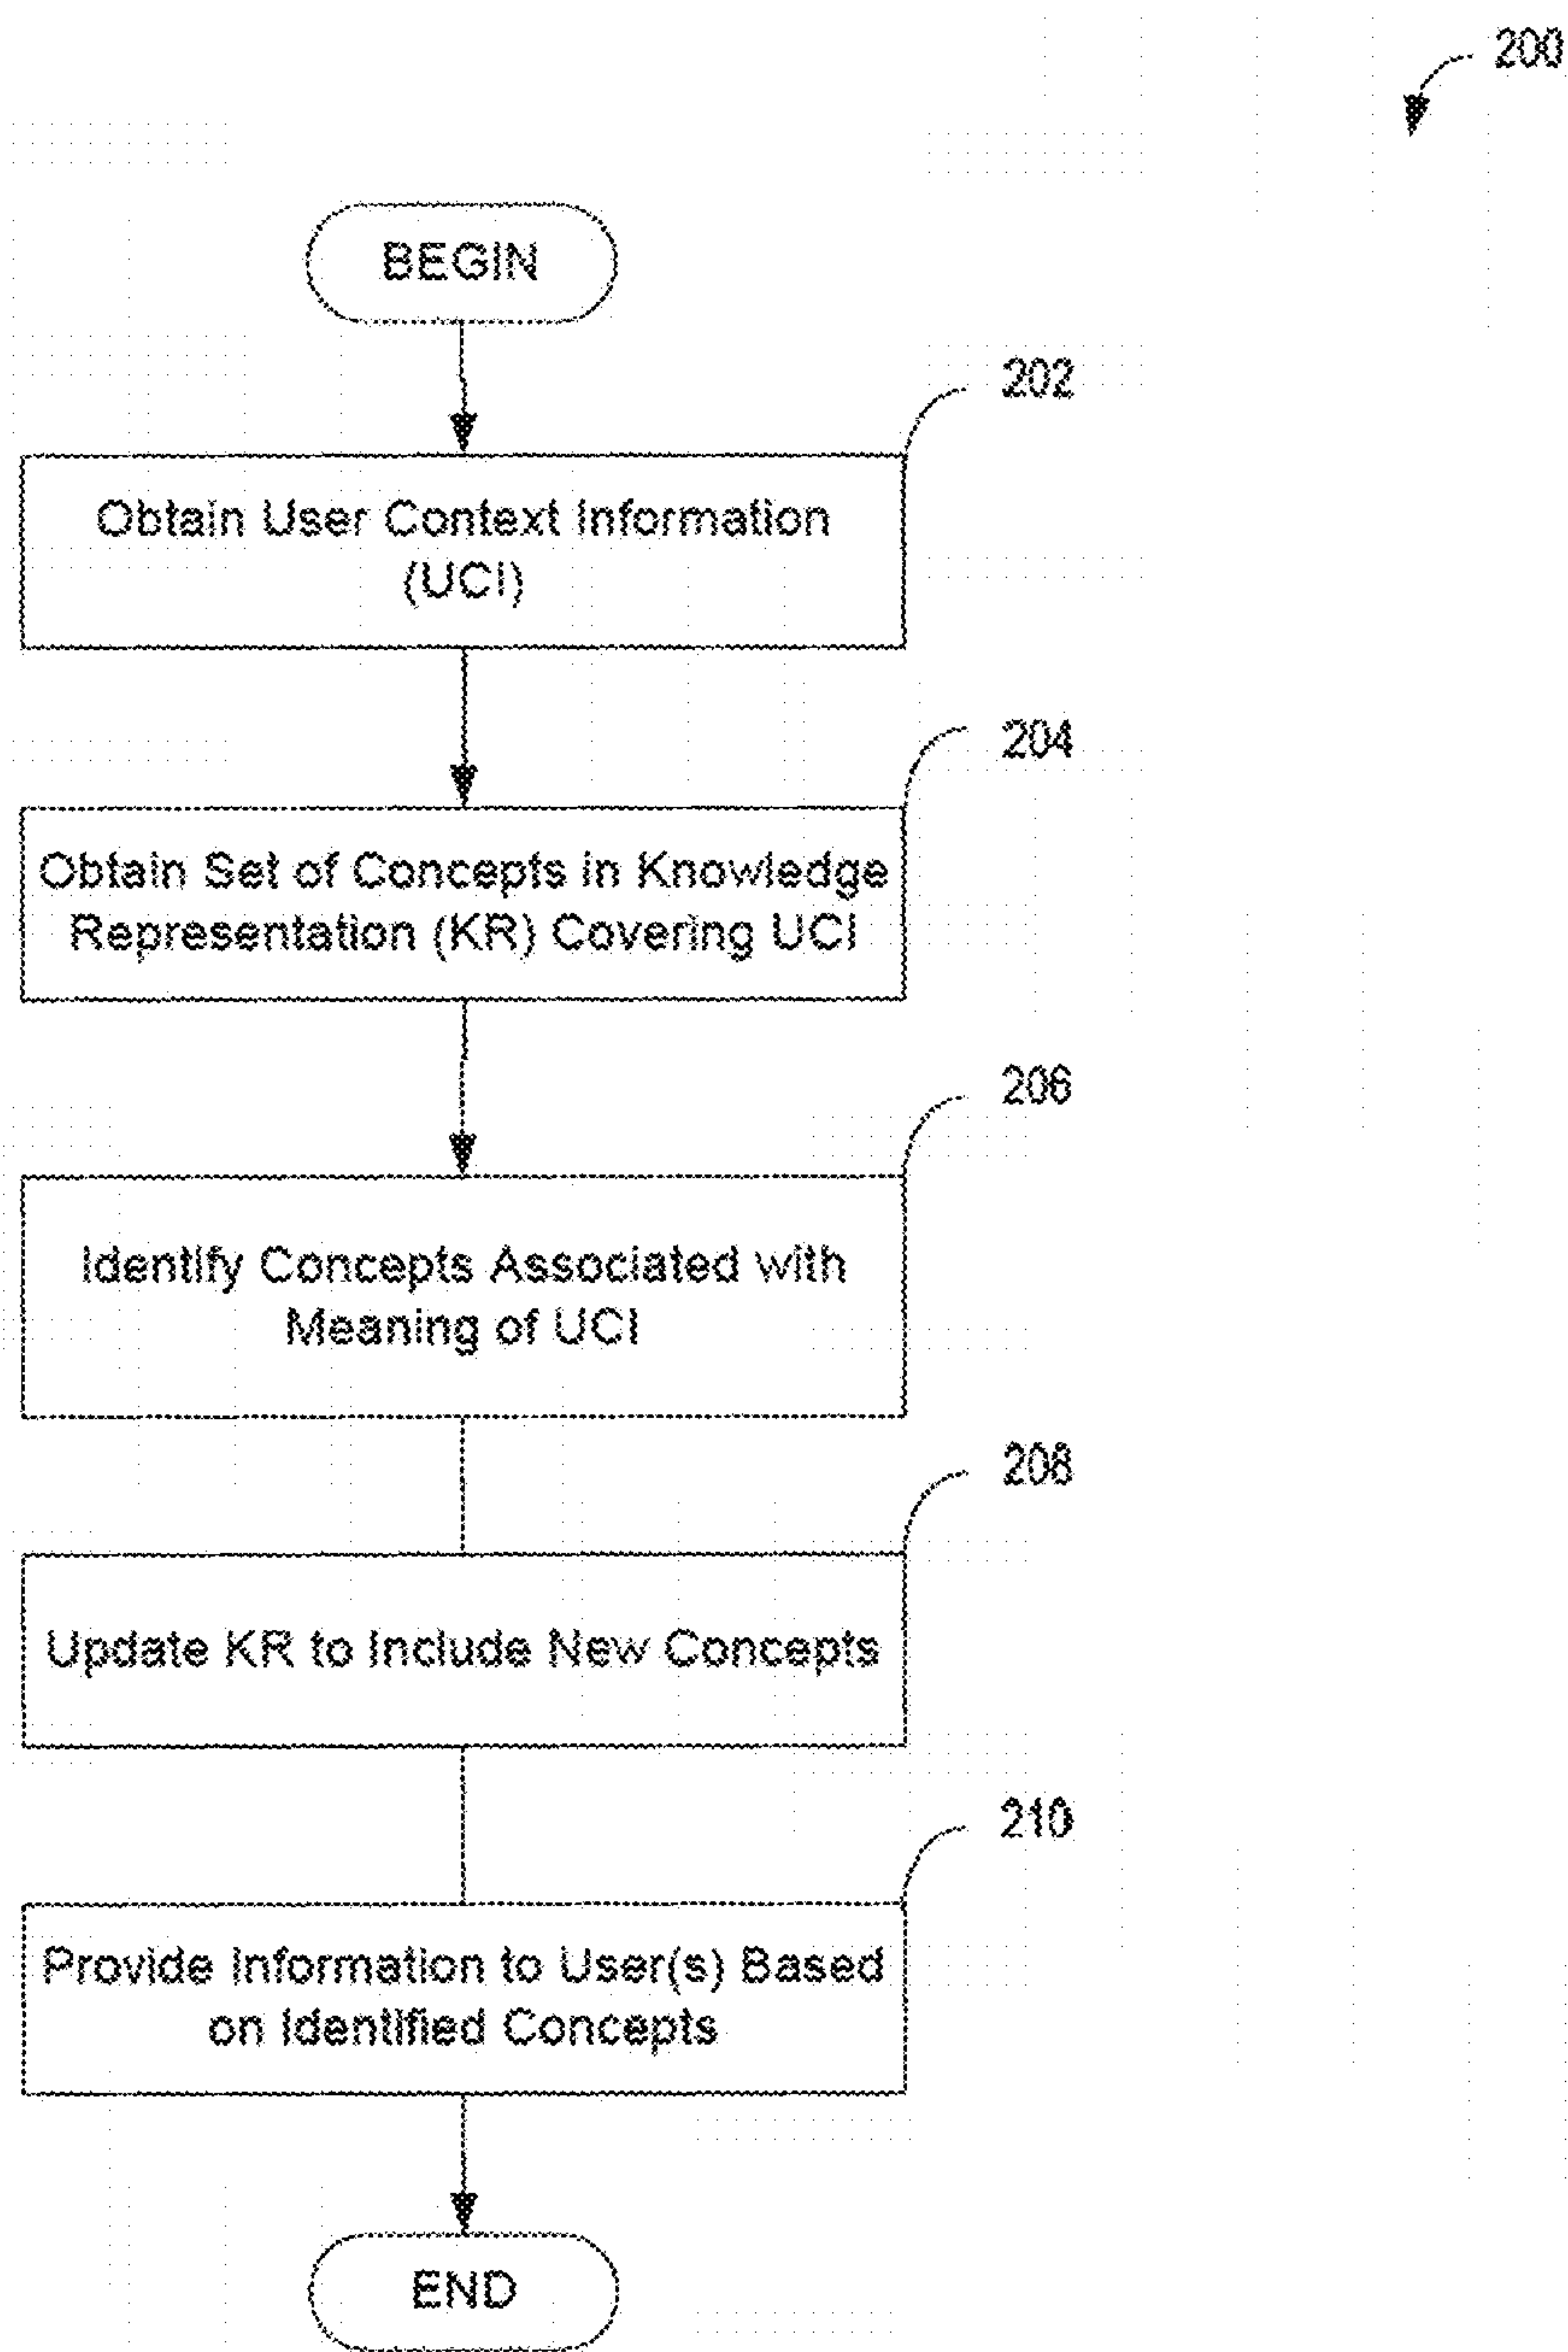 200
BEGIN
202
Obtain User Context Information
(UCI)
204
Obtain Set of Concepts in Knowledge
Representation (KR) Covering UCI
206
Identify Concepts Associated with
Meaning of UCI
208
Update KR to Include New Concepts
210
Provide Information to User(s) Based
on Identified Concepts
END